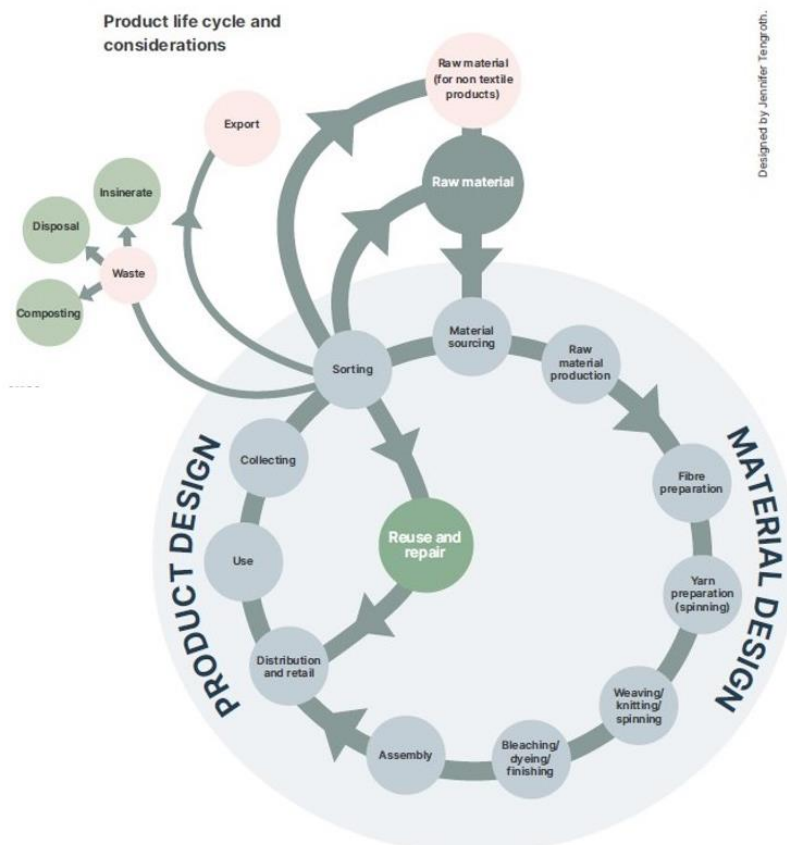 Product life cycle and
considerations
Designed by Jennifer Tengroth.
Raw material
(for non textile
products)
Export
Raw material
Insinerate
Disposal
Waste
Composting
Material
sourcing
Sorting
Raw
material
production
Collecting
Fibre
preparation
Reuse and
repair
Use
Yarn
preparation
(spinning)
Distribution
and retail
Weaving/
knitting/
spinning
Assembly
Bleaching/
dyeing/
finishing
PRODUCT DESIGN
MATERIAL DESIGN